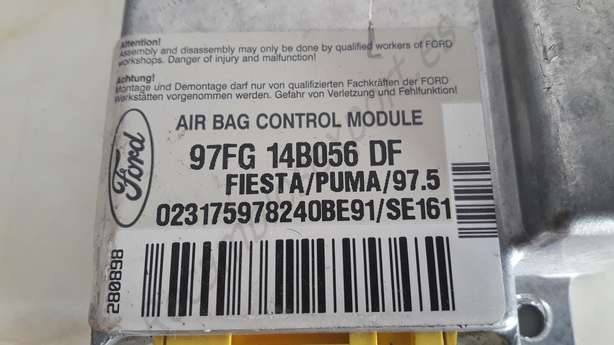 Attention!
Assembly and disassembly may only be done by qualified workers of FORD
workshops. Danger of injury and malfunction!
Achtung!
Montage und Demontage darf nur von qualifizierten Fachkräften der FORD
Werkstätten vorgenommen werden. Gefahr von Verletzung und Fehlfunktion!
Ford
AIR BAG CONTROL MODULE
97FG 14B056 DF
FIESTA/PUMA/97.5
023175978240BE91/SE161
280898